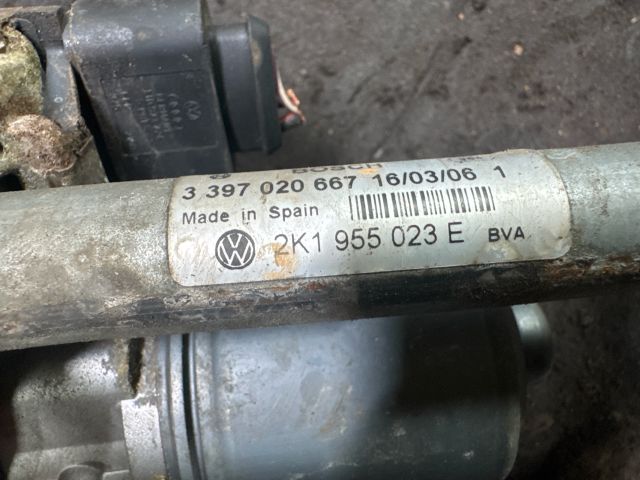 BOSCH
3 397 020 667 16/03/06 1
Made in Spain
2K1 955 023 E BVA